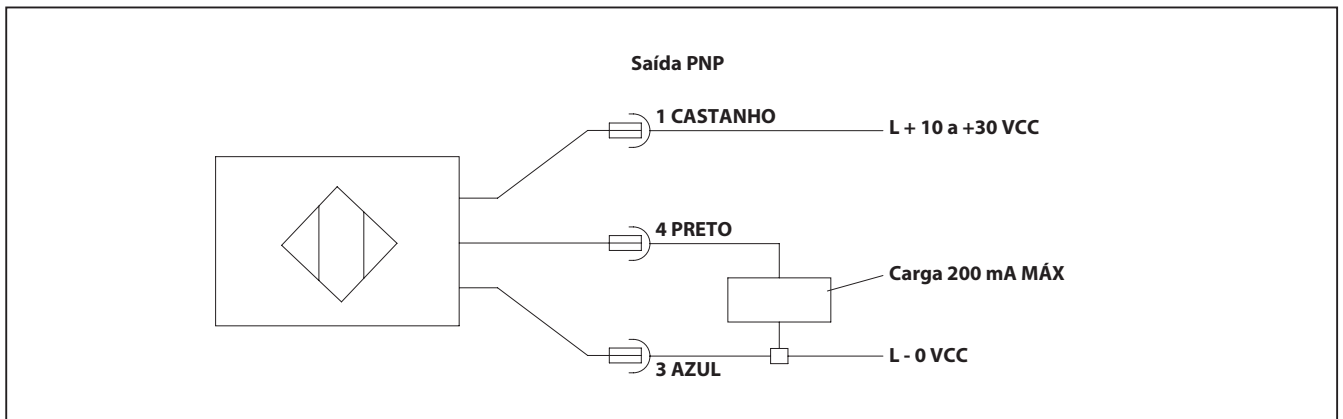 Saída PNP
1 CASTANHO
L + 10 a +30 VCC
4 PRETO
Carga 200 mA MÁX
3 AZUL
L - 0 VCC